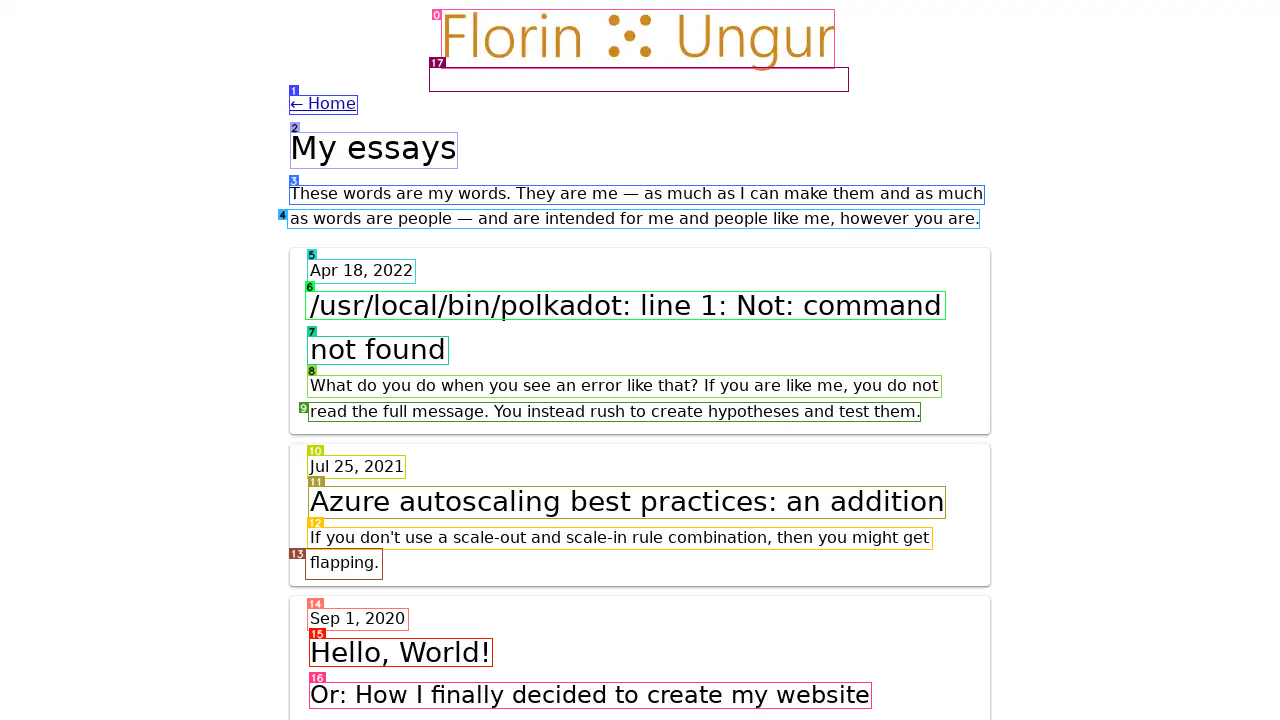 Florin Ungur
← Home
My essays
These words are my words. They are me — as much as I can make them and as much
as words are people — and are intended for me and people like me, however you are.
Apr 18, 2022
/usr/local/bin/polkadot: line 1: Not: command
not found
What do you do when you see an error like that? If you are like me, you do not
read the full message. You instead rush to create hypotheses and test them.
Jul 25, 2021
Azure autoscaling best practices: an addition
If you don't use a scale-out and scale-in rule combination, then you might get
flapping.
Sep 1, 2020
Hello, World!
Or: How I finally decided to create my website